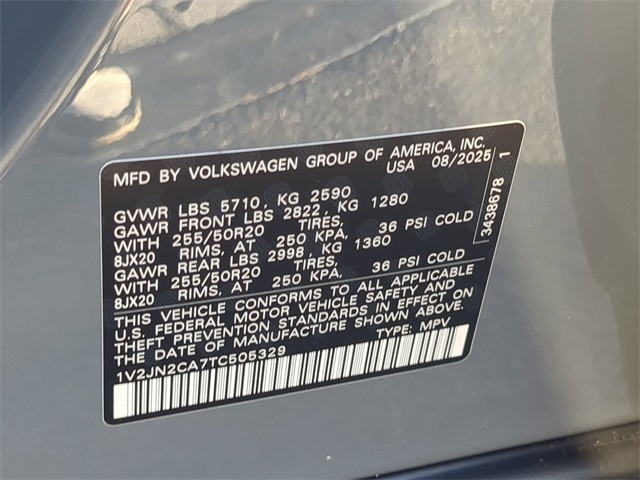 MFD BY VOLKSWAGEN GROUP OF AMERICA, INC.
USA 08/2025
GVWR LBS 5710, KG 2590
GAWR FRONT LBS 2822, KG 1280
WITH 255/50R20 TIRES,
8JX20 RIMS, AT 250 KPA, 36 PSI COLD
GAWR REAR LBS 2998, KG 1360
WITH 255/50R20 TIRES,
8JX20 RIMS, AT 250 KPA, 36 PSI COLD
THIS VEHICLE CONFORMS TO ALL APPLICABLE
U.S. FEDERAL MOTOR VEHICLE SAFETY AND
THEFT PREVENTION STANDARDS IN EFFECT ON
THE DATE OF MANUFACTURE SHOWN ABOVE.
1V2JN2CA7TC505329 TYPE: MPV
3438678 1